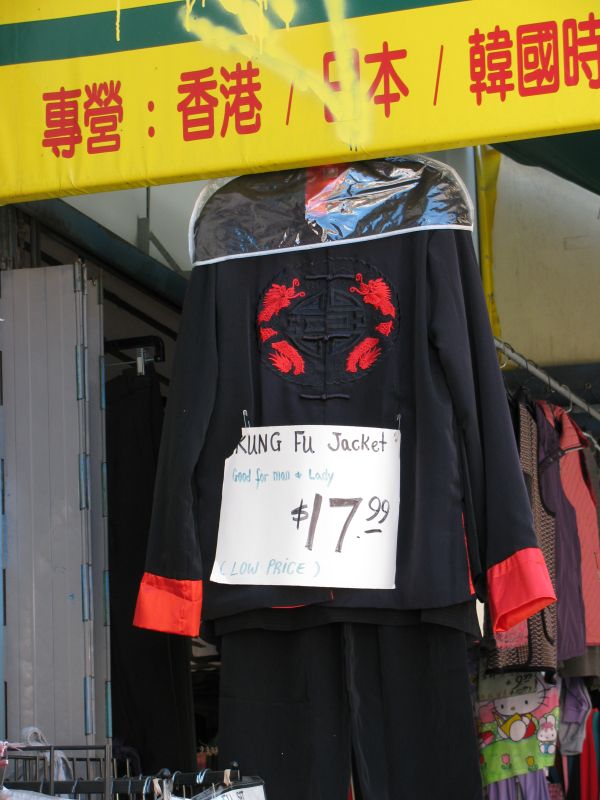 專營：香港 / 日本 / 韓國時
KUNG FU Jacket
Good for man & Lady
$17.99
(LOW PRICE)